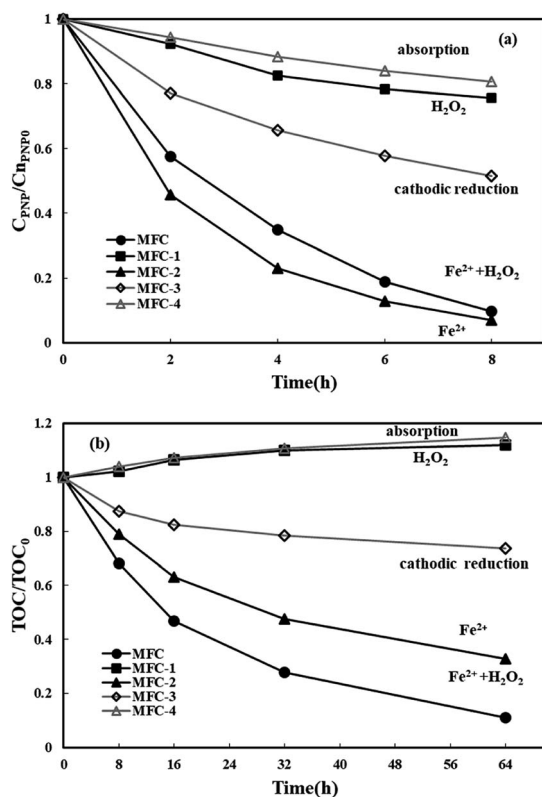 (a)
C_PNP/Cn_PNP0
1
0.8
0.6
0.4
0.2
0
absorption
H₂O₂
cathodic reduction
Fe²⁺ +H₂O₂
Fe²⁺
MFC
MFC-1
MFC-2
MFC-3
MFC-4
0 2 4 6 8
Time(h)
(b)
TOC/TOC₀
1.2
1
0.8
0.6
0.4
0.2
0
absorption
H₂O₂
cathodic reduction
Fe²⁺
Fe²⁺ +H₂O₂
MFC
MFC-1
MFC-2
MFC-3
MFC-4
0 8 16 24 32 40 48 56 64
Time(h)